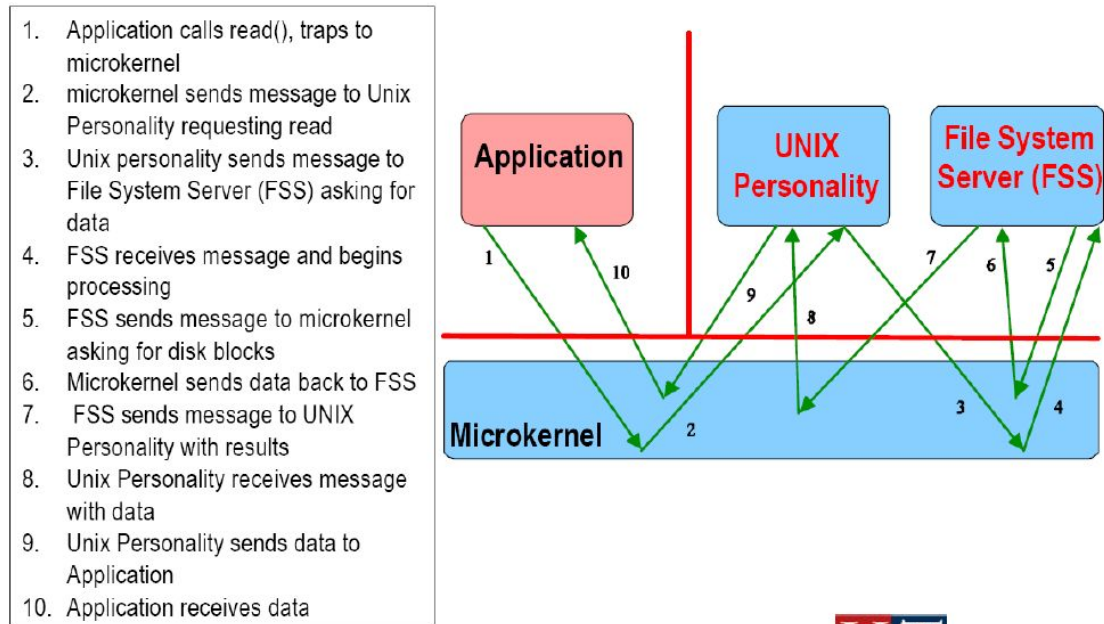 1. Application calls read(), traps to
microkernel
2. microkernel sends message to Unix
Personality requesting read
3. Unix personality sends message to
File System Server (FSS) asking for
data
4. FSS receives message and begins
processing
5. FSS sends message to microkernel
asking for disk blocks
6. Microkernel sends data back to FSS
7. FSS sends message to UNIX
Personality with results
8. Unix Personality receives message
with data
9. Unix Personality sends data to
Application
10. Application receives data
Application
UNIX
Personality
File System
Server (FSS)
1
10
9
8
7
6
5
2
3
4
Microkernel